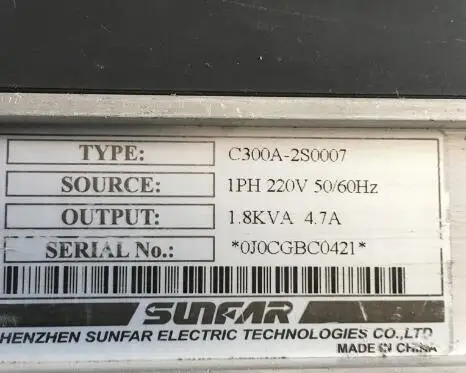 TYPE: C300A-2S0007
SOURCE: 1PH 220V 50/60Hz
OUTPUT: 1.8KVA 4.7A
SERIAL No.: *0J0CGBC0421*
SUNFAR
HENZHEN SUNFAR ELECTRIC TECHNOLOGIES CO.,LTD
MADE IN CHINA